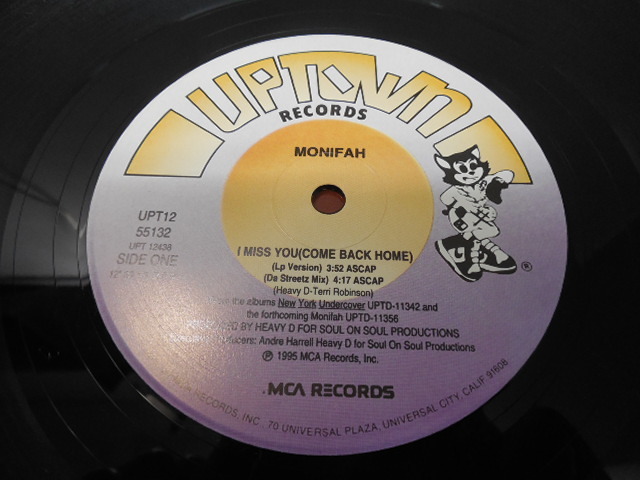 UPTOWN
RECORDS
MONIFAH
UPT12
55132
UPT 12438
SIDE ONE
I MISS YOU(COME BACK HOME)
(Lp Version) 3:52 ASCAP
(Da Streetz Mix) 4:17 ASCAP
(Heavy D-Terri Robinson)
the albums New York Undercover UPTD-11342 and
the forthcoming Monifah UPTD-11356
BY HEAVY D FOR SOUL ON SOUL PRODUCTIONS
Andre Harrell Heavy D for Soul On Soul Productions
℗ 1995 MCA Records, Inc.
MCA RECORDS
RECORDS, INC. 70 UNIVERSAL PLAZA, UNIVERSAL CITY, CALIF 91608
®